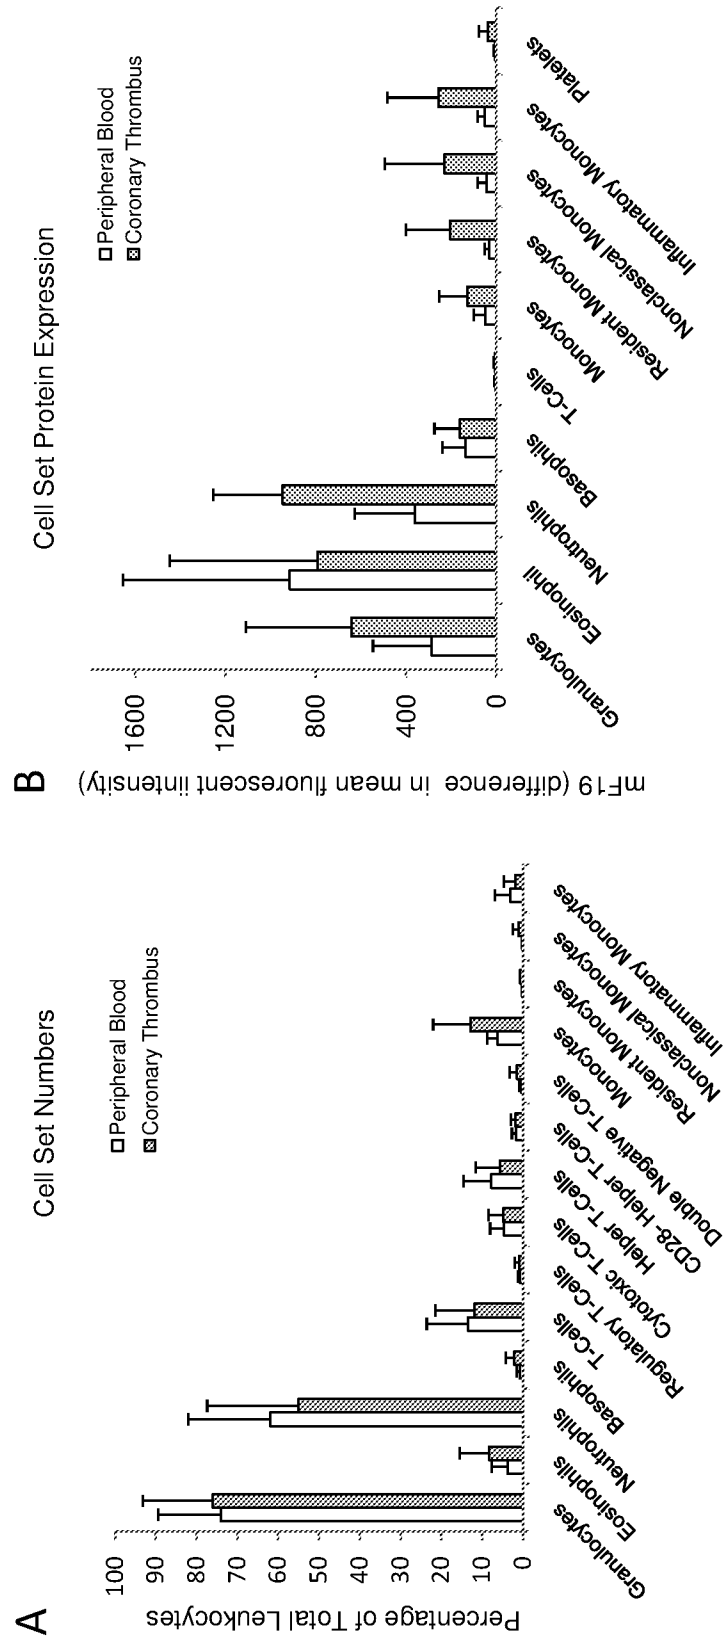 A
Cell Set Numbers
Peripheral Blood
Coronary Thrombus
Percentage of Total Leukocytes
100
90
80
70
60
50
40
30
20
10
0
Granulocytes
Eosinophils
Neutrophils
Basophils
T-Cells
Regulatory T-Cells
Cytotoxic T-Cells
Helper T-Cells
CD28- Helper T-Cells
Double Negative T-Cells
Monocytes
Resident Monocytes
Nonclassical Monocytes
Inflammatory Monocytes
B
Cell Set Protein Expression
Peripheral Blood
Coronary Thrombus
mF19 (difference in mean fluorescent iintensity)
1600
1200
800
400
0
Granulocytes
Eosinophil
Neutrophils
Basophils
T-Cells
Monocytes
Resident Monocytes
Nonclassical Monocytes
Inflammatory Monocytes
Platelets